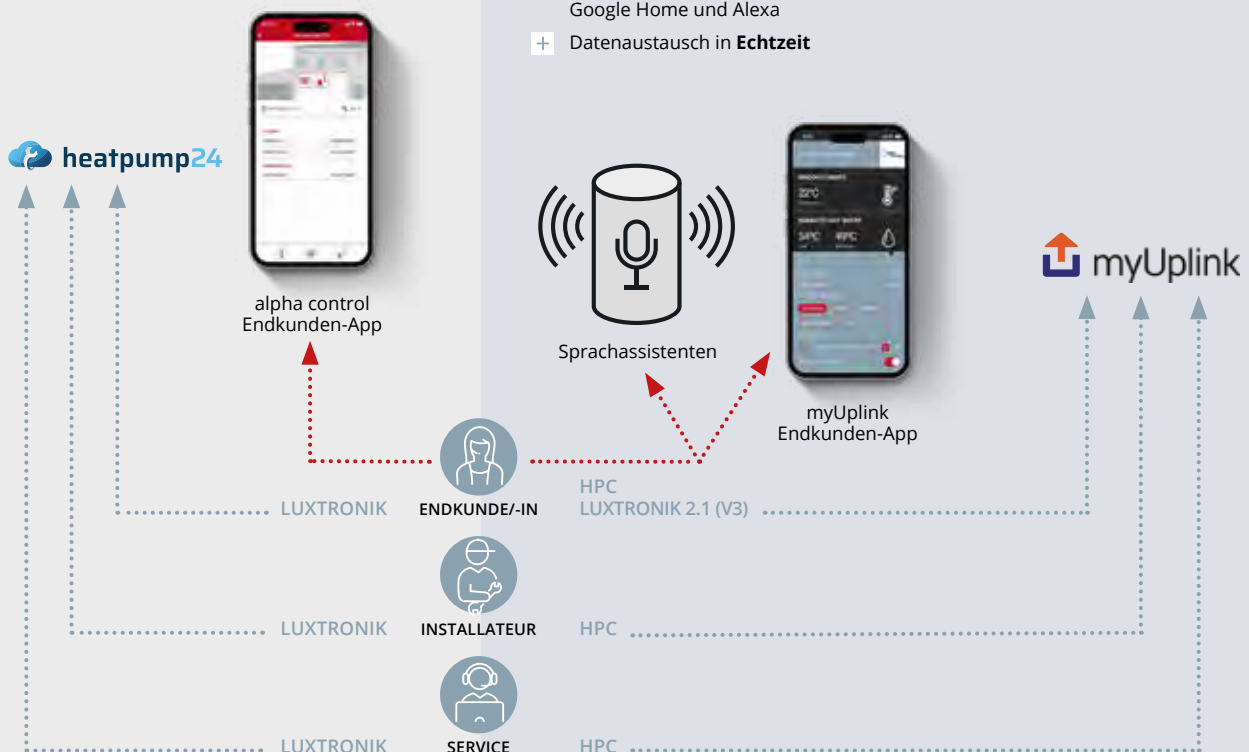 Google Home und Alexa
+ Datenaustausch in Echtzeit
heatpump24
22°C
alpha control
Endkunden-App
Sprachassistenten
myUplink
myUplink
Endkunden-App
HPC
LUXTRONIK
ENDKUNDE/-IN
LUXTRONIK 2.1 (V3)
LUXTRONIK
INSTALLATEUR
HPC
LUXTRONIK
SERVICE
HPC